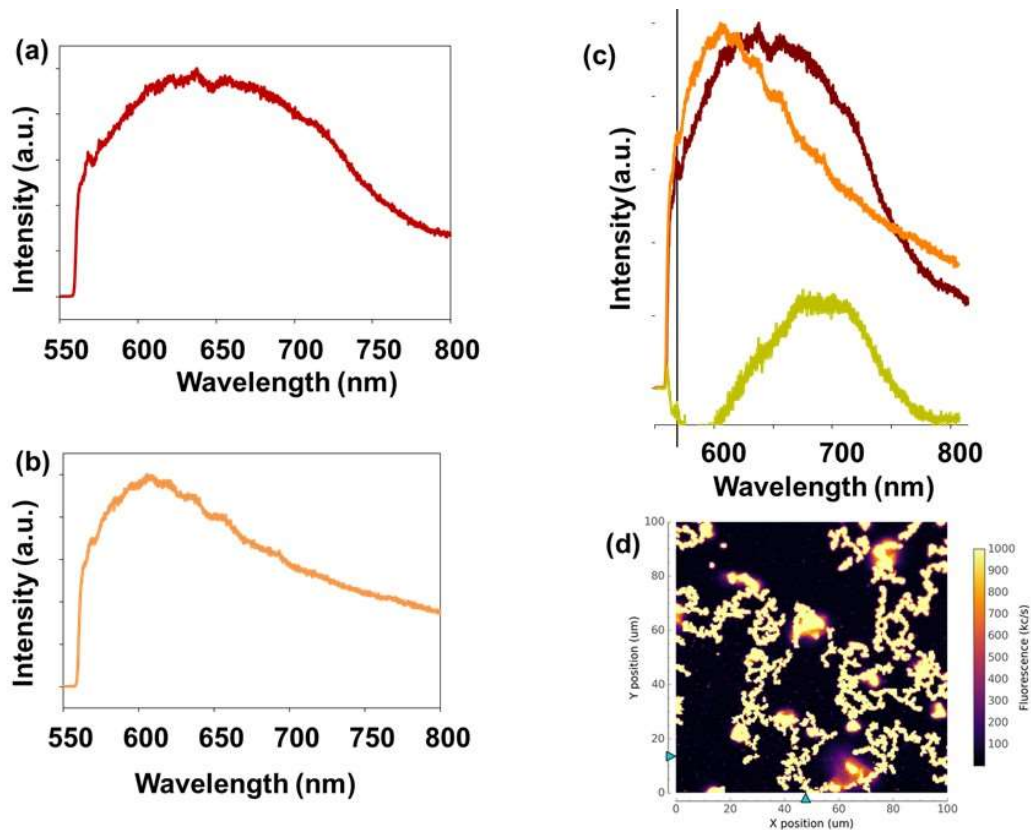 (a)
Intensity (a.u.)
550 600 650 700 750 800
Wavelength (nm)
(b)
Intensity (a.u.)
550 600 650 700 750 800
Wavelength (nm)
(c)
Intensity (a.u.)
600 700 800
Wavelength (nm)
(d)
100
80
60
40
20
0
Y position (um)
0 20 40 60 80 100
X position (um)
1000
900
800
700
600
500
400
300
200
100
Fluorescence (kc/s)